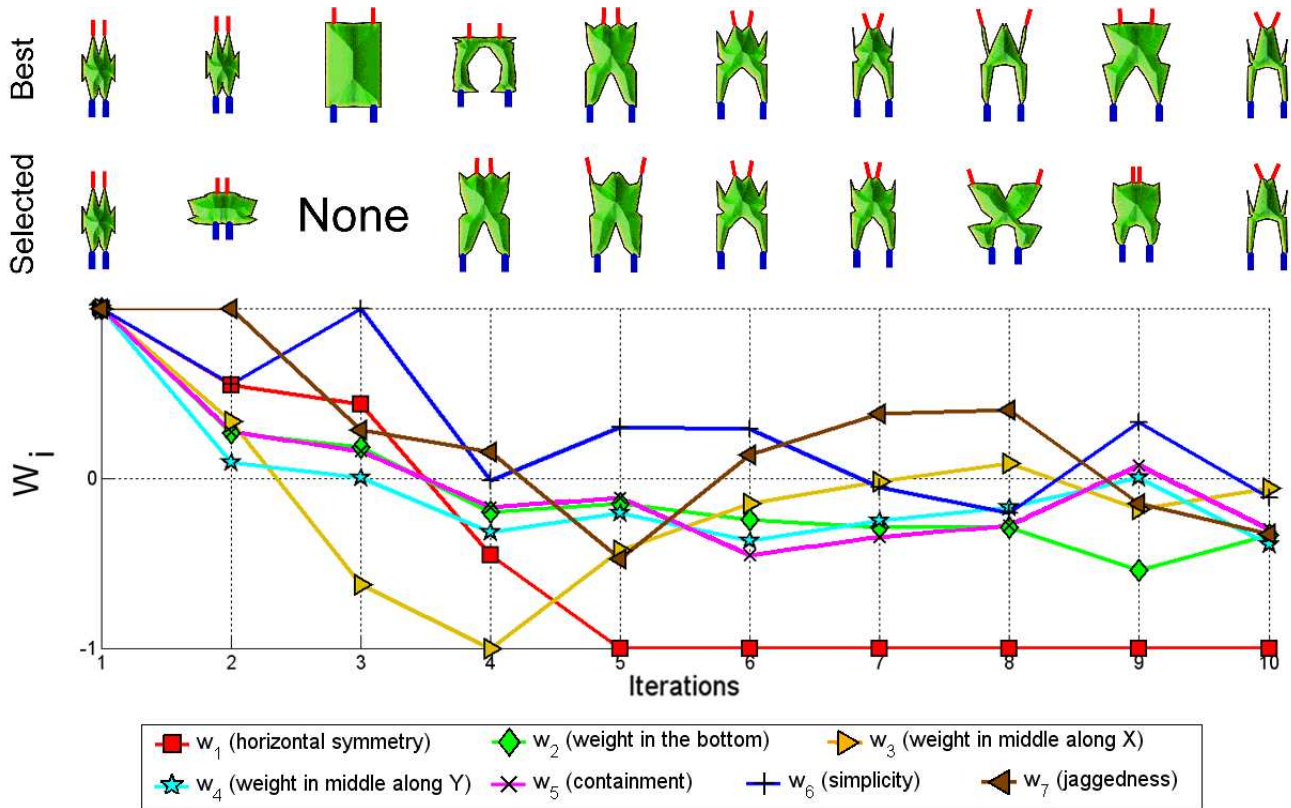 Best
Selected
None
W i
0
-1
1 2 3 4 5 6 7 8 9 10
Iterations
w1 (horizontal symmetry)
w2 (weight in the bottom)
w3 (weight in middle along X)
w4 (weight in middle along Y)
w5 (containment)
w6 (simplicity)
w7 (jaggedness)